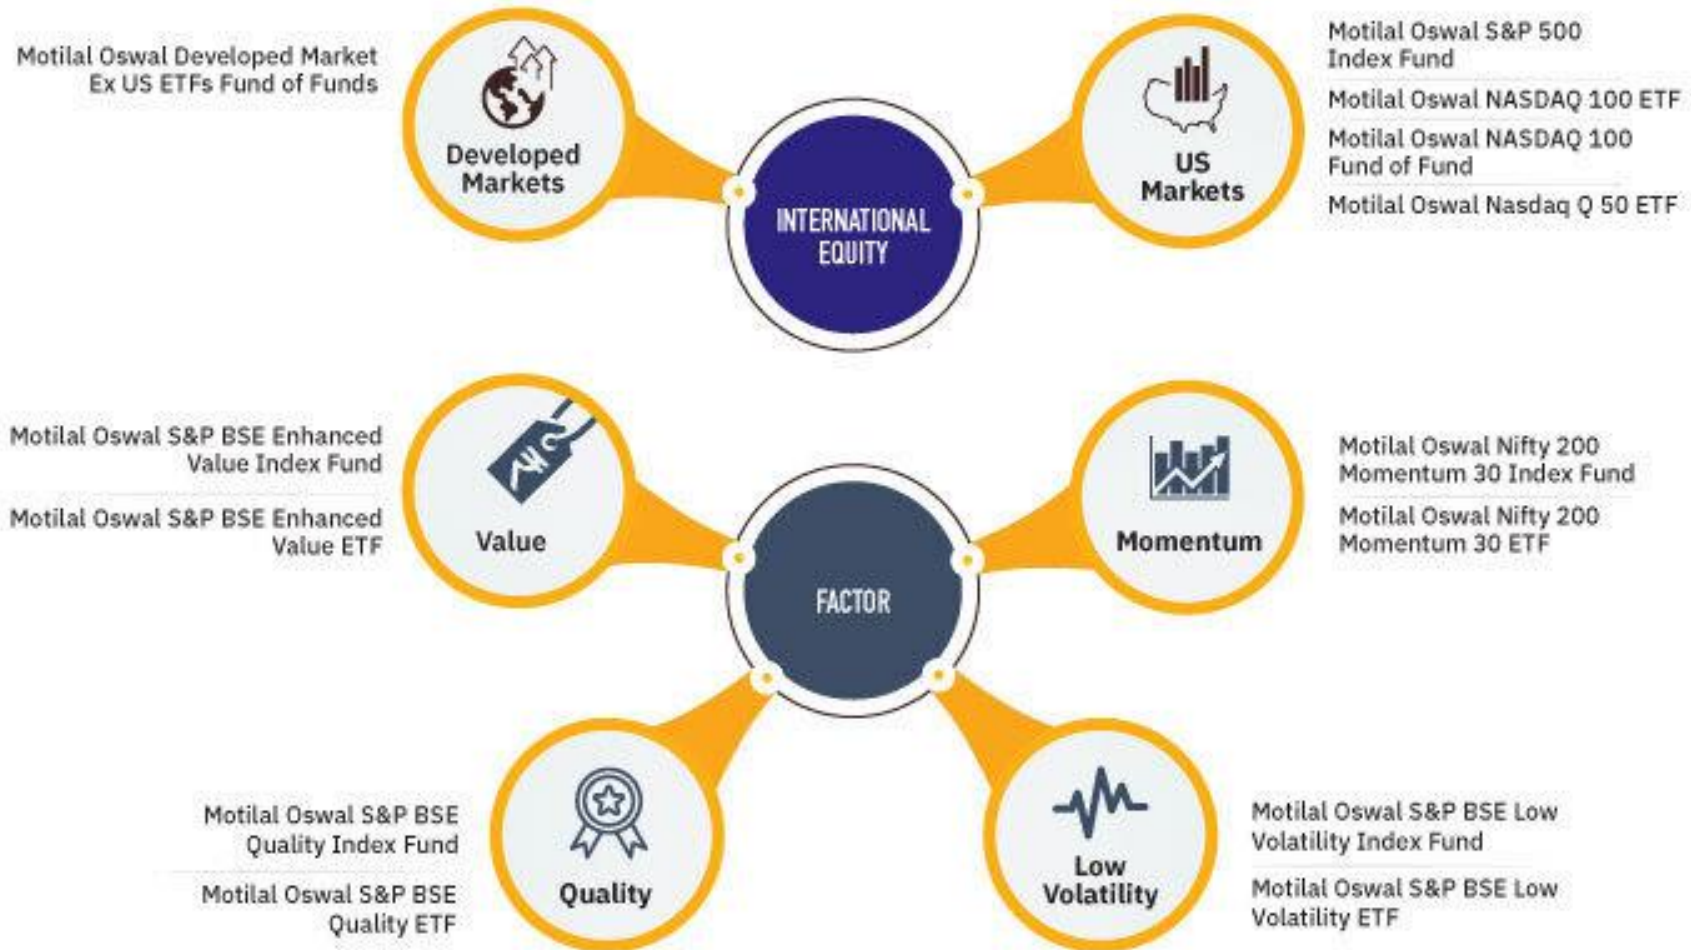 Motilal Oswal Developed Market
Ex US ETFs Fund of Funds
Developed
Markets
INTERNATIONAL
EQUITY
US
Markets
Motilal Oswal S&P 500
Index Fund
Motilal Oswal NASDAQ 100 ETF
Motilal Oswal NASDAQ 100
Fund of Fund
Motilal Oswal Nasdaq Q 50 ETF
Motilal Oswal S&P BSE Enhanced
Value Index Fund
Motilal Oswal S&P BSE Enhanced
Value ETF
Value
FACTOR
Momentum
Motilal Oswal Nifty 200
Momentum 30 Index Fund
Motilal Oswal Nifty 200
Momentum 30 ETF
Motilal Oswal S&P BSE
Quality Index Fund
Motilal Oswal S&P BSE
Quality ETF
Quality
Low
Volatility
Motilal Oswal S&P BSE Low
Volatility Index Fund
Motilal Oswal S&P BSE Low
Volatility ETF